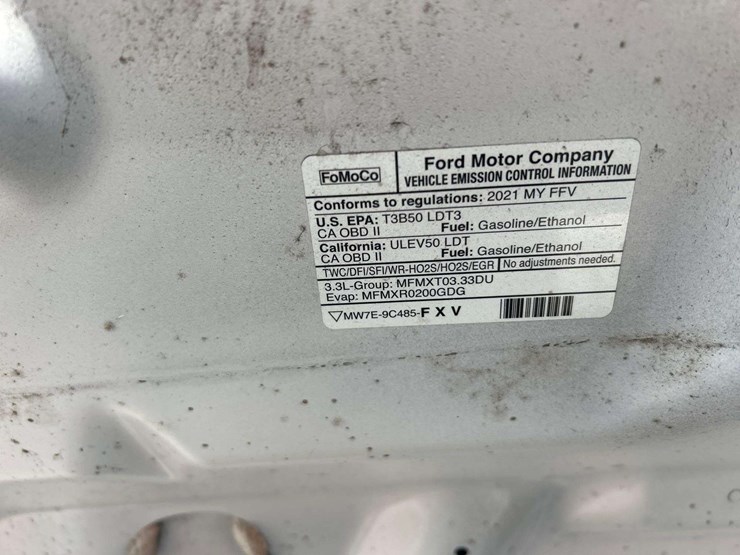 FoMoCo
Ford Motor Company
VEHICLE EMISSION CONTROL INFORMATION
Conforms to regulations: 2021 MY FFV
U.S. EPA: T3B50 LDT3
CA OBD II Fuel: Gasoline/Ethanol
California: ULEV50 LDT
CA OBD II Fuel: Gasoline/Ethanol
TWC/DFI/SFI/WR-HO2S/HO2S/EGR No adjustments needed.
3.3L-Group: MFMXT03.33DU
Evap: MFMXR0200GDG
MW7E-9C485-F X V